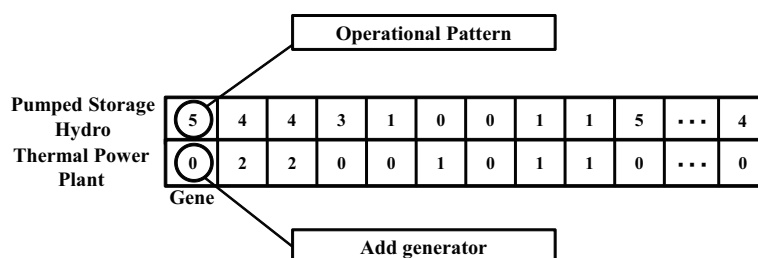 Operational Pattern
Pumped Storage Hydro
5 4 4 3 1 0 0 1 1 5 ... 4
Thermal Power Plant
0 2 2 0 0 1 0 1 1 0 ... 0
Gene
Add generator